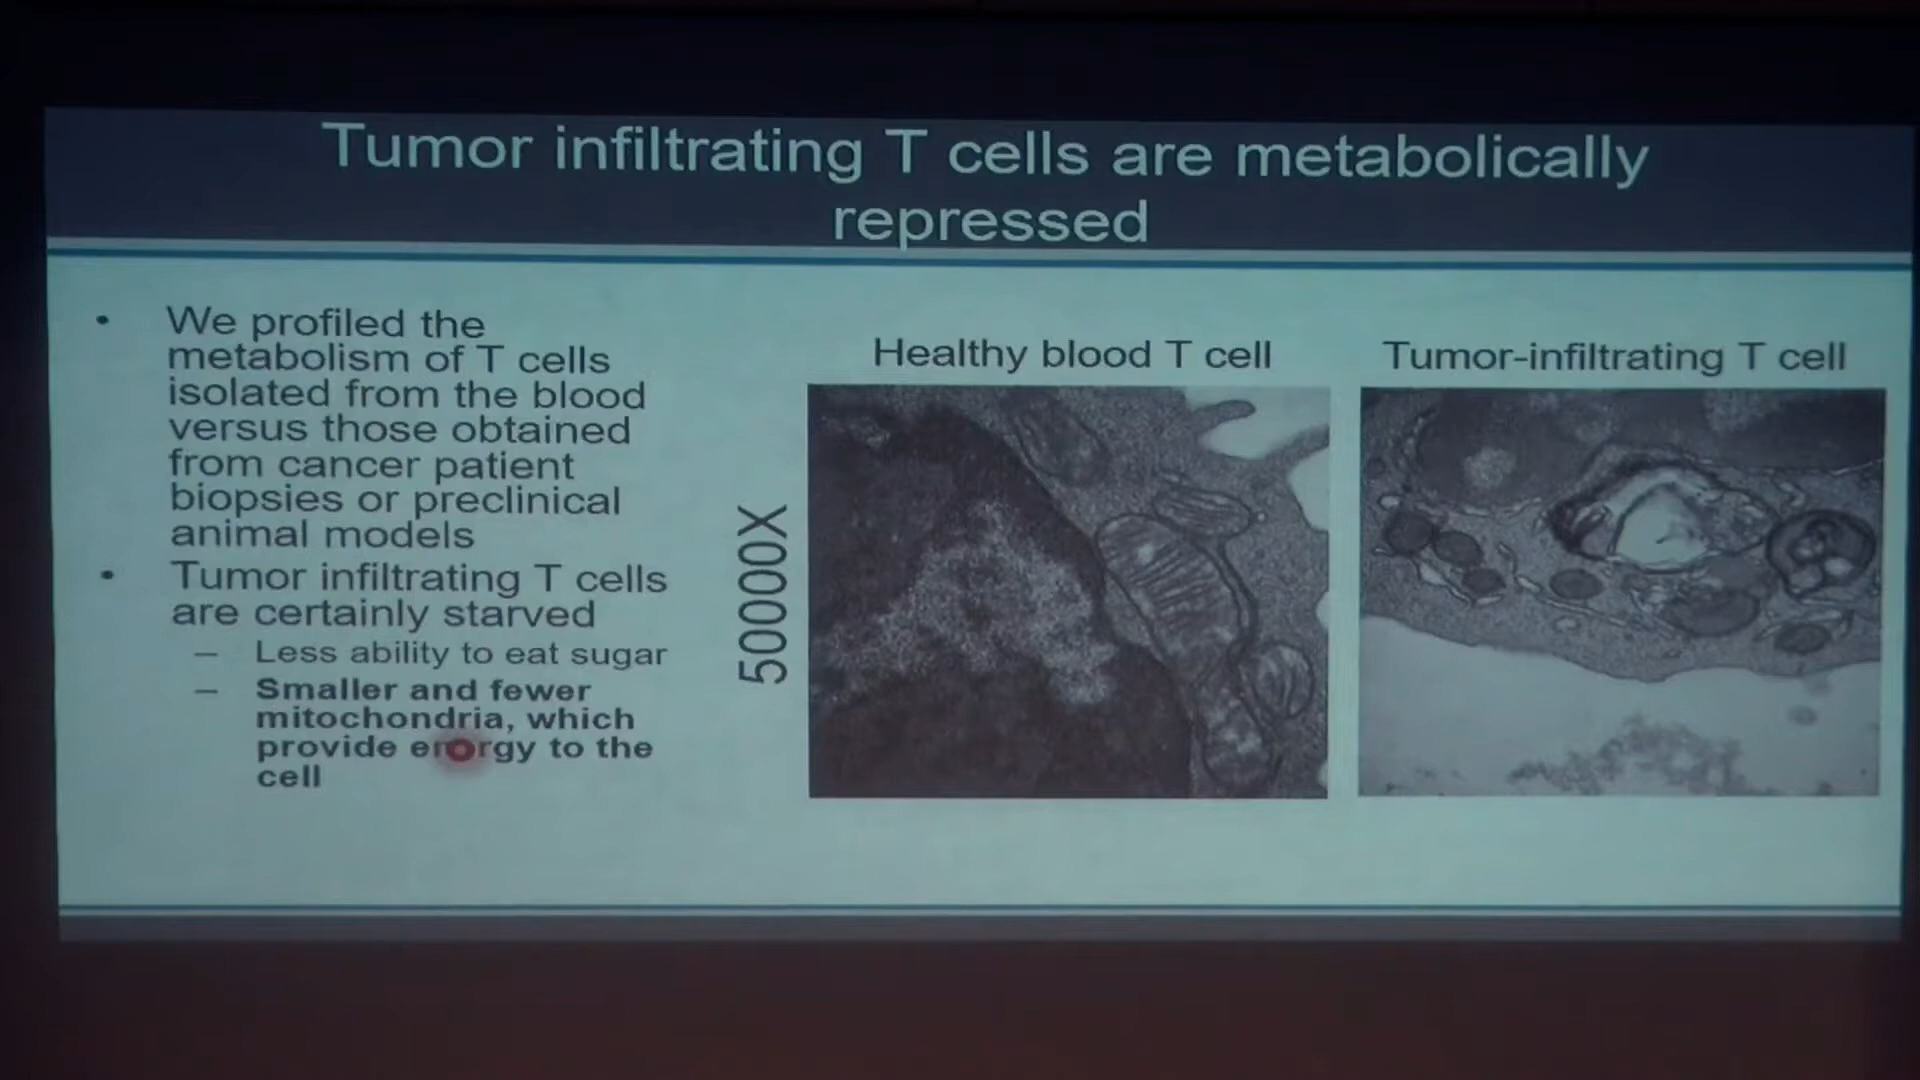 Tumor infiltrating T cells are metabolically
repressed
• We profiled the
metabolism of T cells
isolated from the blood
versus those obtained
from cancer patient
biopsies or preclinical
animal models
• Tumor infiltrating T cells
are certainly starved
– Less ability to eat sugar
– Smaller and fewer
mitochondria, which
provide energy to the
cell
50000X
Healthy blood T cell
Tumor-infiltrating T cell